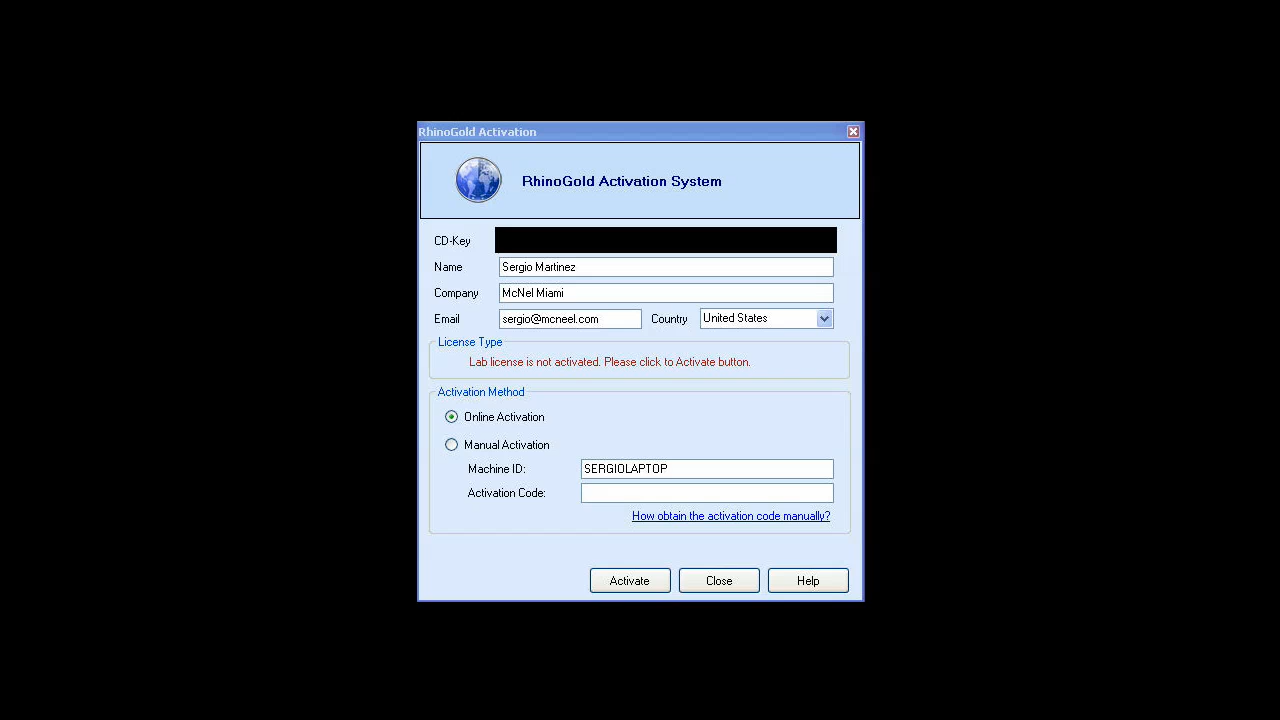 RhinoGold Activation
RhinoGold Activation System
CD-Key
Name Sergio Martinez
Company McNel Miami
Email sergio@mcneel.com Country United States
License Type
Lab license is not activated. Please click to Activate button.
Activation Method
Online Activation
Manual Activation
Machine ID: SERGIOLAPTOP
Activation Code:
How obtain the activation code manually?
Activate Close Help